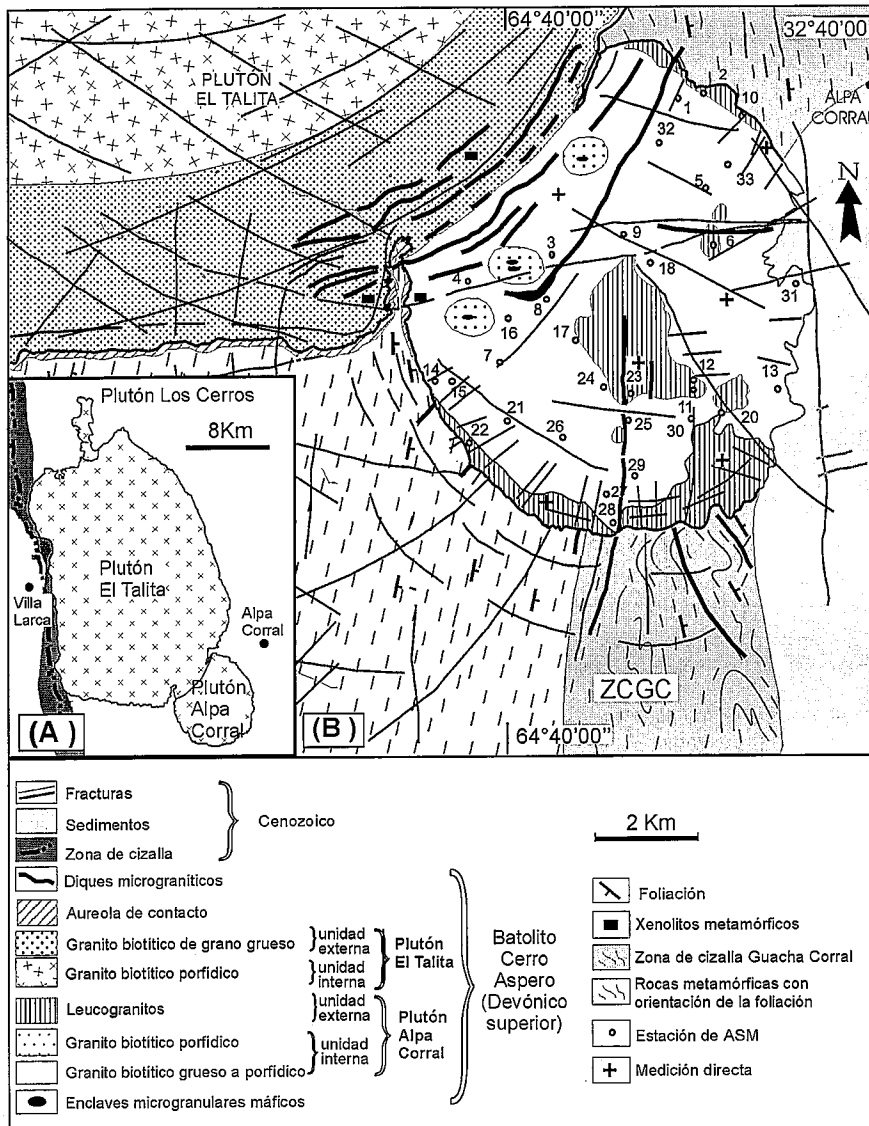 64°40'00''
32°40'00''
PLUTÓN
EL TALITA
ALPA
CORRAL
N
1
2
10
32
5
33
3
9
6
4
18
31
8
16
17
7
14
15
24
23
12
13
11
20
21
25
30
22
26
29
27
28
ZCGC
64°40'00''
(B)
Plutón Los Cerros
8Km
Plutón
El Talita
Villa
Larca
Alpa
Corral
Plutón
Alpa
Corral
(A)
Fracturas
Sedimentos
Zona de cizalla
Cenozoico
Diques microgranÍticos
Aureola de contacto
Granito biotítico de grano grueso
unidad
externa
Granito biotítico porfídico
unidad
interna
Plutón
El Talita
Leucogranitos
unidad
externa
Granito biotítico porfídico
Granito biotítico grueso a porfídico
unidad
interna
Plutón
Alpa
Corral
Enclaves microgranulares máficos
Batolito
Cerro
Aspero
(Devónico
superior)
2 Km
Foliación
Xenolitos metamórficos
Zona de cizalla Guacha Corral
Rocas metamórficas con
orientación de la foliación
Estación de ASM
Medición directa